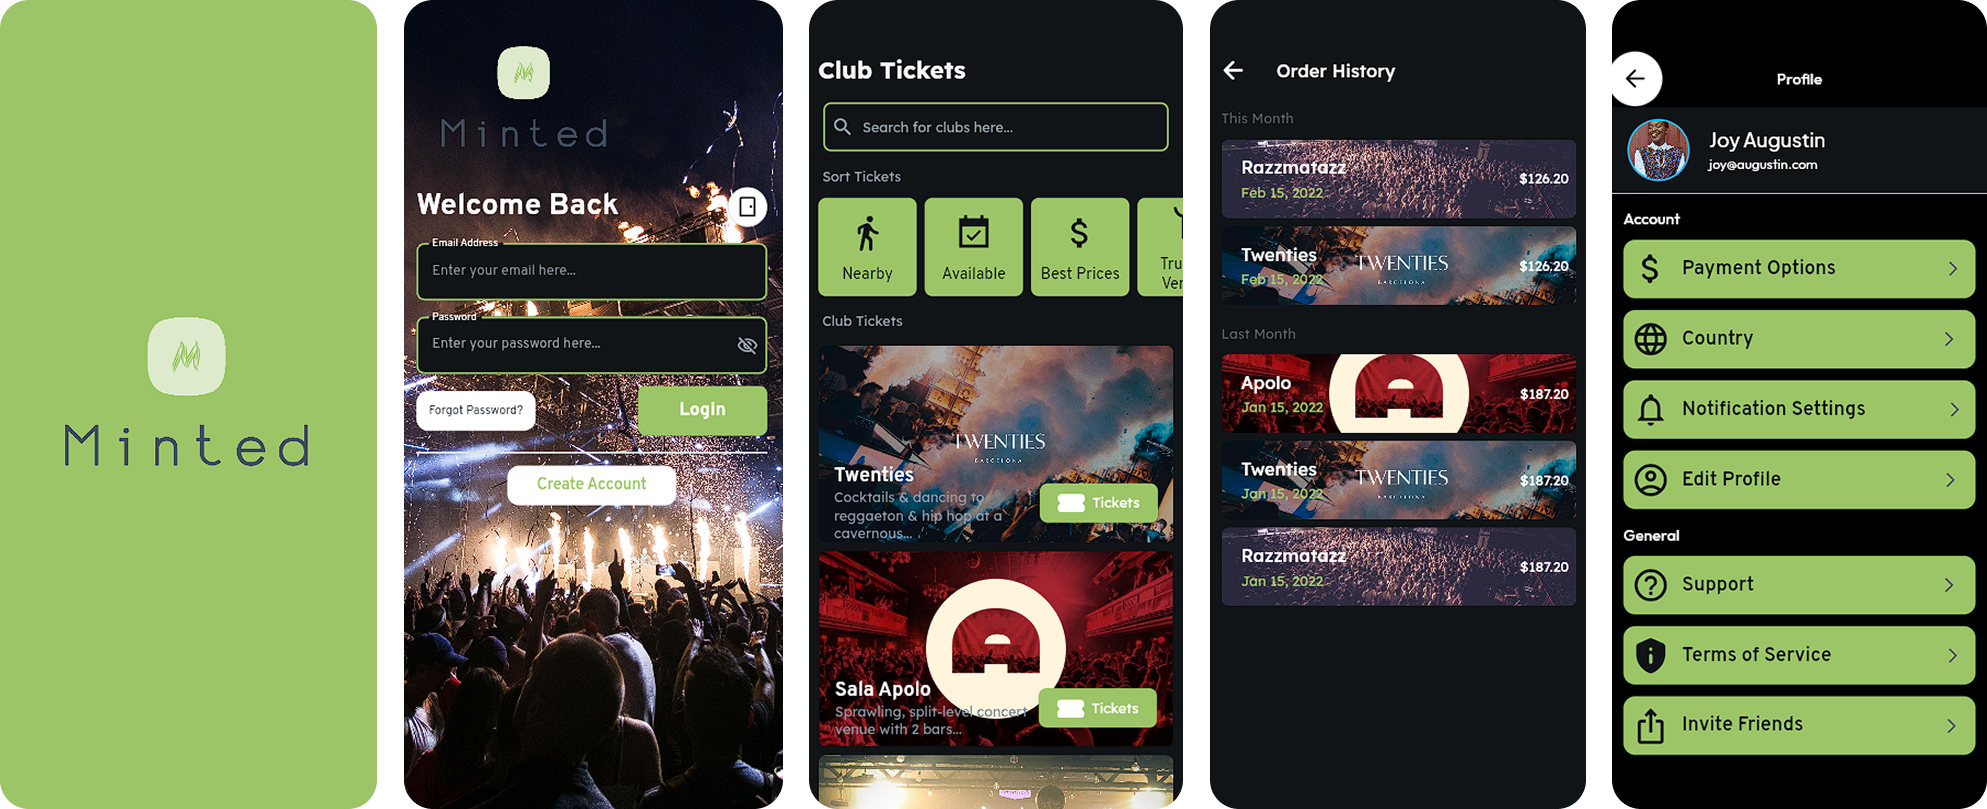 Minted
Minted
Welcome Back
Email Address
Enter your email here...
Password
Enter your password here...
Forgot Password?
Login
Create Account
Club Tickets
Search for clubs here...
Sort Tickets
Nearby
Available
Best Prices
Tru
Ver
Club Tickets
TWENTIES
BARCELONA
Twenties
Cocktails & dancing to
reggaeton & hip hop at a
cavernous...
Tickets
Sala Apolo
Sprawling, split-level concert
venue with 2 bars...
Tickets
Order History
This Month
Razzmatazz
Feb 15, 2022
$126.20
Twenties
Feb 15, 2022
TWENTIES
BARCELONA
$126.20
Last Month
Apolo
Jan 15, 2022
$187.20
Twenties
Jan 15, 2022
TWENTIES
BARCELONA
$187.20
Razzmatazz
Jan 15, 2022
$187.20
Profile
Joy Augustin
joy@augustin.com
Account
Payment Options
Country
Notification Settings
Edit Profile
General
Support
Terms of Service
Invite Friends